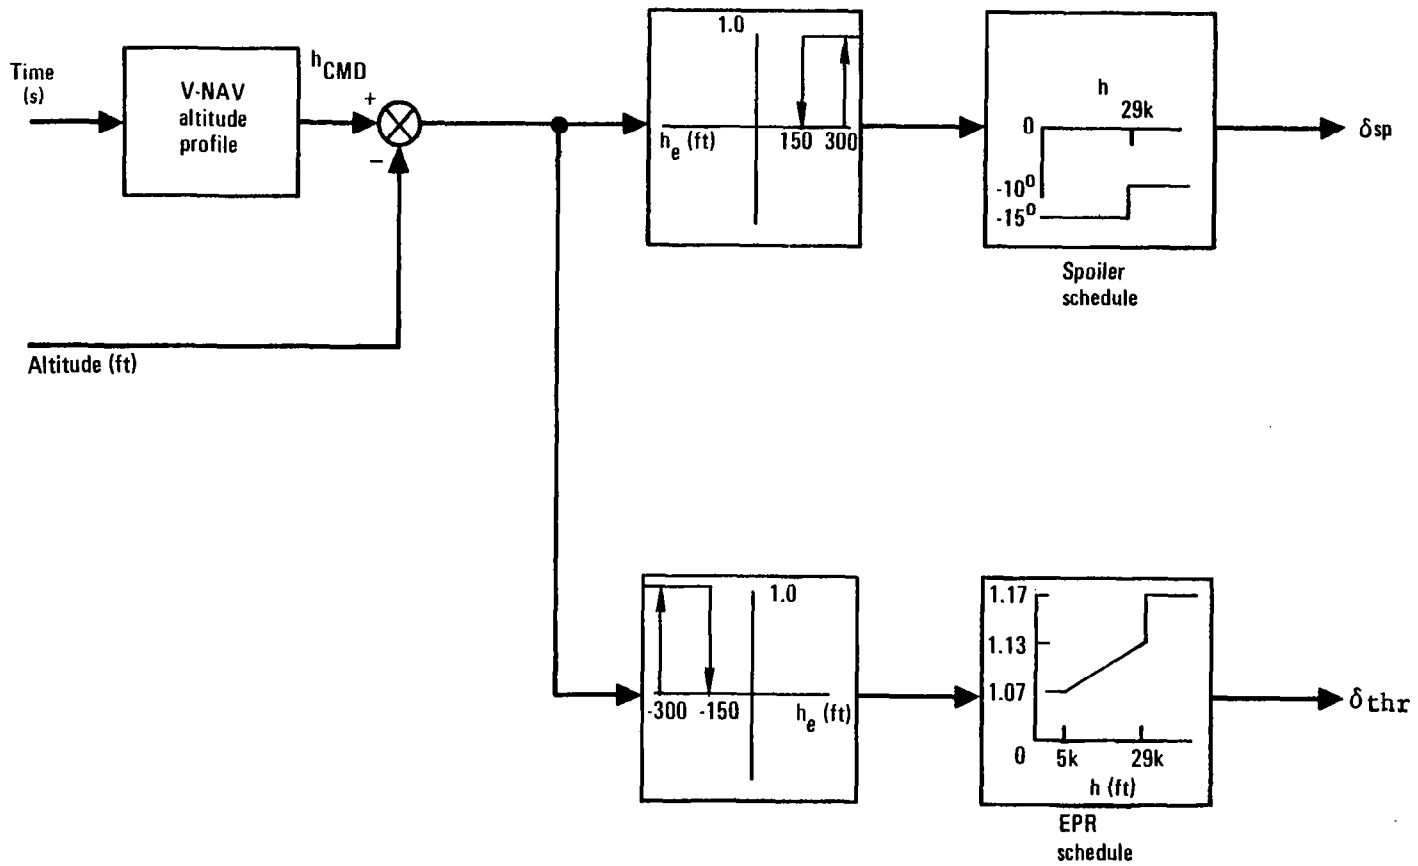 Time
(s)
V-NAV
altitude
profile
hCMD
+
−
Altitude (ft)
1.0
he (ft)
150 300
h
29k
0
-10⁰
-15⁰
δsp
Spoiler
schedule
1.0
-300 -150
he (ft)
1.17
1.13
1.07
0
5k 29k
h (ft)
δthr
EPR
schedule